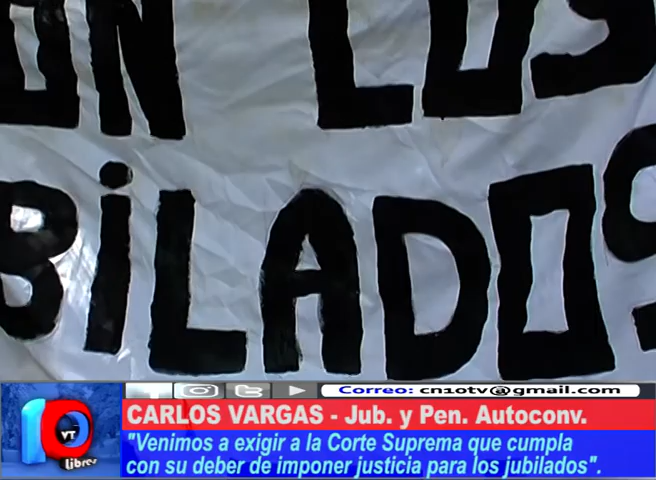 ON LOS
BiLADOS
Correo: cn10tv@gmail.com
CARLOS VARGAS - Jub. y Pen. Autoconv.
"Venimos a exigir a la Corte Suprema que cumpla
con su deber de imponer justicia para los jubilados".
10
VT
libres